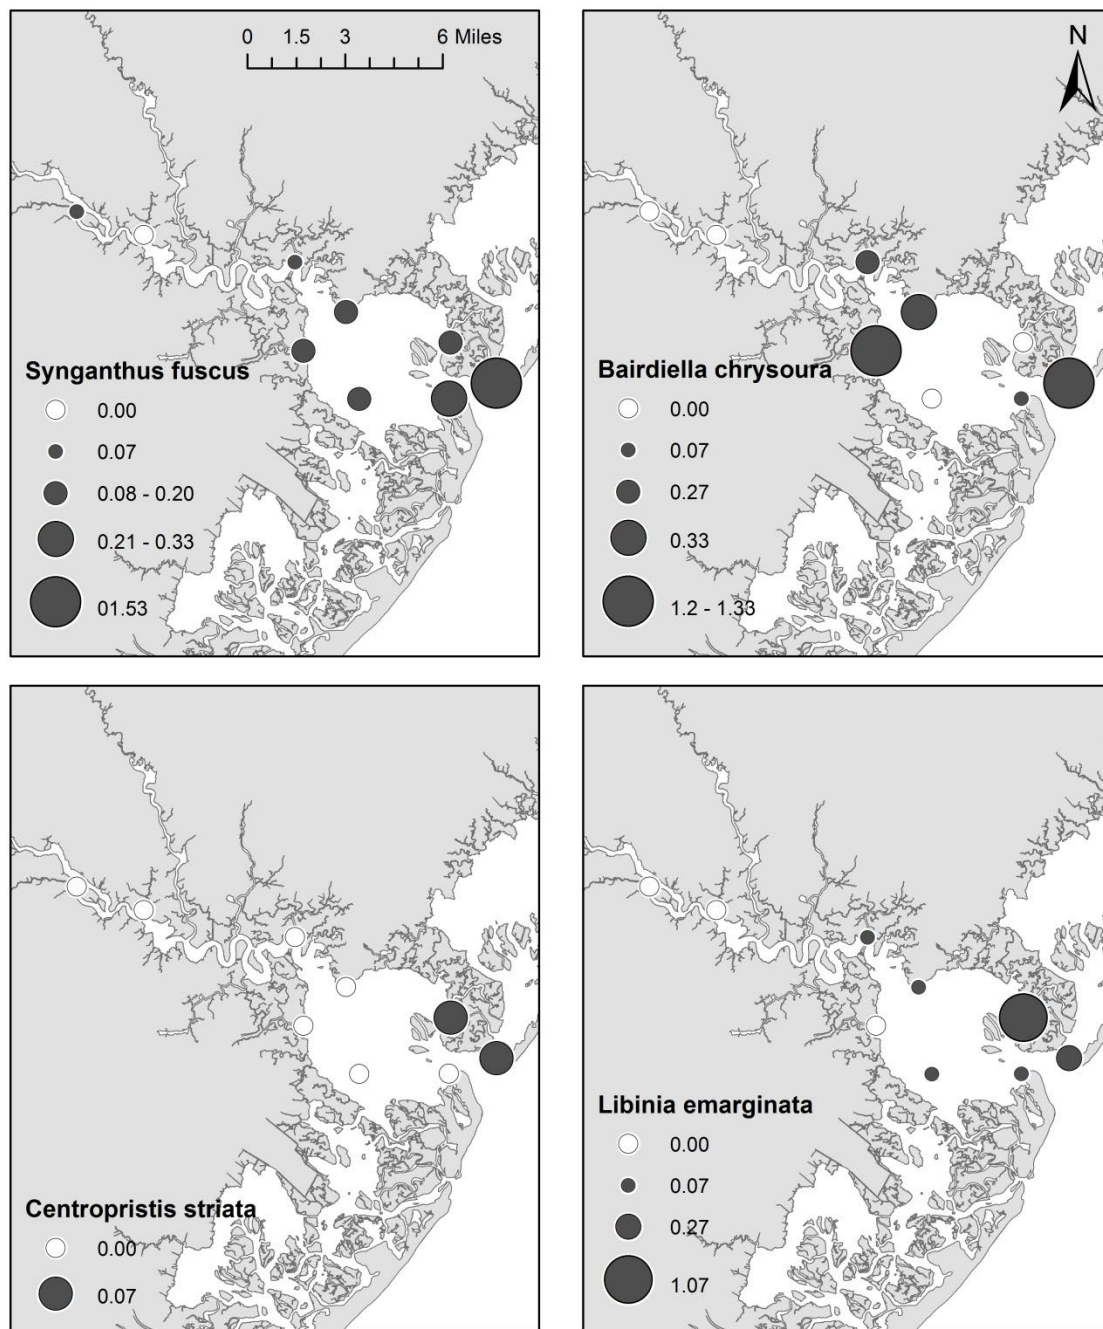 0 1.5 3 6 Miles
Synganthus fuscus
0.00
0.07
0.08 - 0.20
0.21 - 0.33
01.53
N
Bairdiella chrysoura
0.00
0.07
0.27
0.33
1.2 - 1.33
Centropristis striata
0.00
0.07
Libinia emarginata
0.00
0.07
0.27
1.07